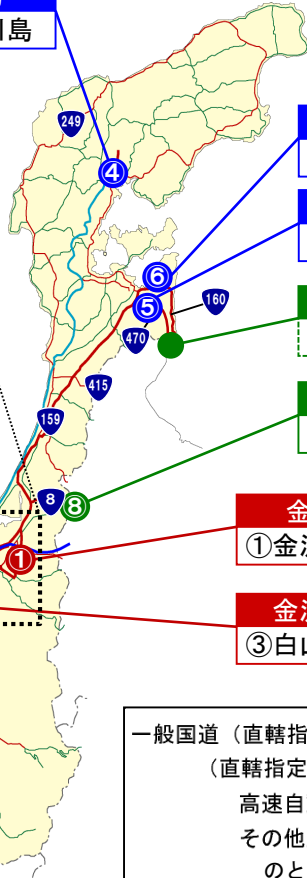 川島
249
④
⑥
⑤
160
470
415
159
8
⑧
金
①
①金沢
金沢
③白山
一般国道（直轄指
（直轄指定
高速自
その他
のと